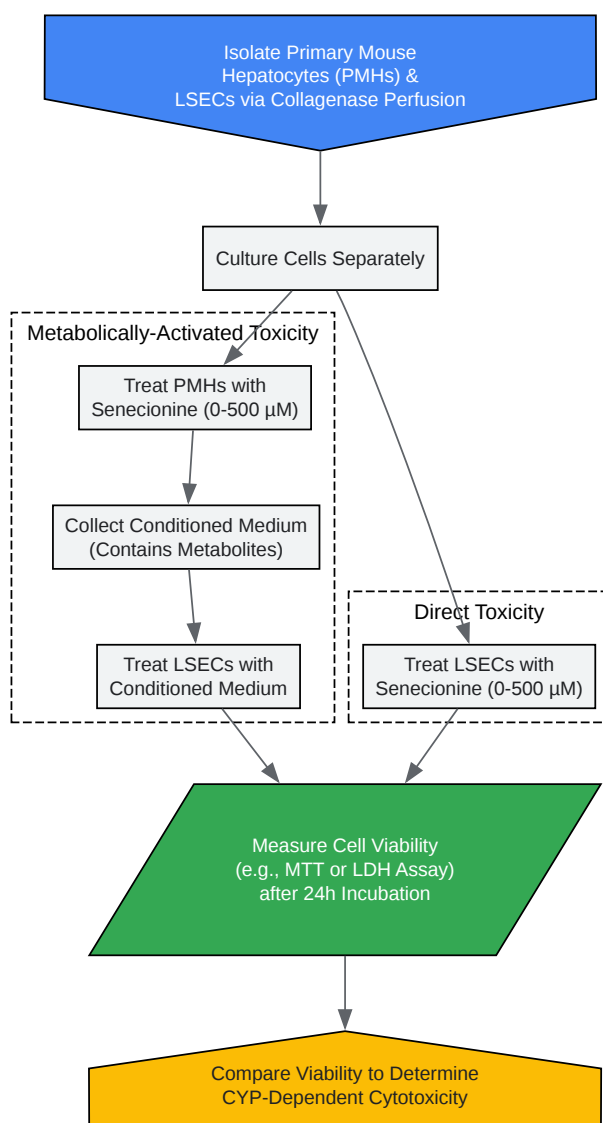 Isolate Primary Mouse
Hepatocytes (PMHs) &
LSECs via Collagenase Perfusion
Culture Cells Separately
Metabolically-Activated Toxicity
Treat PMHs with
Senecionine (0-500 µM)
Collect Conditioned Medium
(Contains Metabolites)
Treat LSECs with
Conditioned Medium
Direct Toxicity
Treat LSECs with
Senecionine (0-500 µM)
Measure Cell Viability
(e.g., MTT or LDH Assay)
after 24h Incubation
Compare Viability to Determine
CYP-Dependent Cytotoxicity